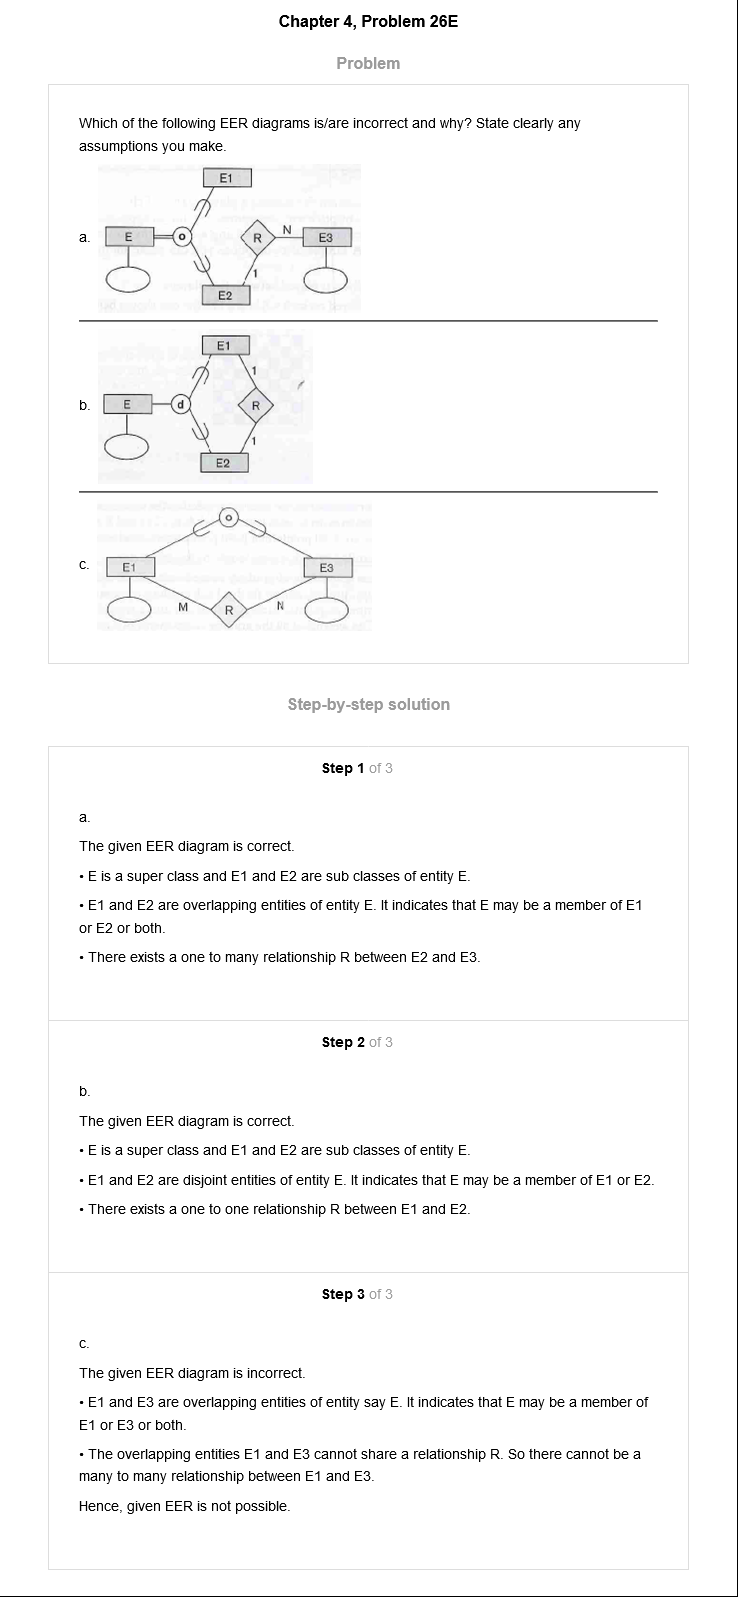 Chapter 4, Problem 26E
Problem
Which of the following EER diagrams is/are incorrect and why? State clearly any
assumptions you make.
a.
E1
E
o
R
N
E3
1
E2
b.
E1
1
E
d
R
1
E2
c.
o
E1
E3
M
R
N
Step-by-step solution
Step 1 of 3
a.
The given EER diagram is correct.
• E is a super class and E1 and E2 are sub classes of entity E.
• E1 and E2 are overlapping entities of entity E. It indicates that E may be a member of E1
or E2 or both.
• There exists a one to many relationship R between E2 and E3.
Step 2 of 3
b.
The given EER diagram is correct.
• E is a super class and E1 and E2 are sub classes of entity E.
• E1 and E2 are disjoint entities of entity E. It indicates that E may be a member of E1 or E2.
• There exists a one to one relationship R between E1 and E2.
Step 3 of 3
c.
The given EER diagram is incorrect.
• E1 and E3 are overlapping entities of entity say E. It indicates that E may be a member of
E1 or E3 or both.
• The overlapping entities E1 and E3 cannot share a relationship R. So there cannot be a
many to many relationship between E1 and E3.
Hence, given EER is not possible.